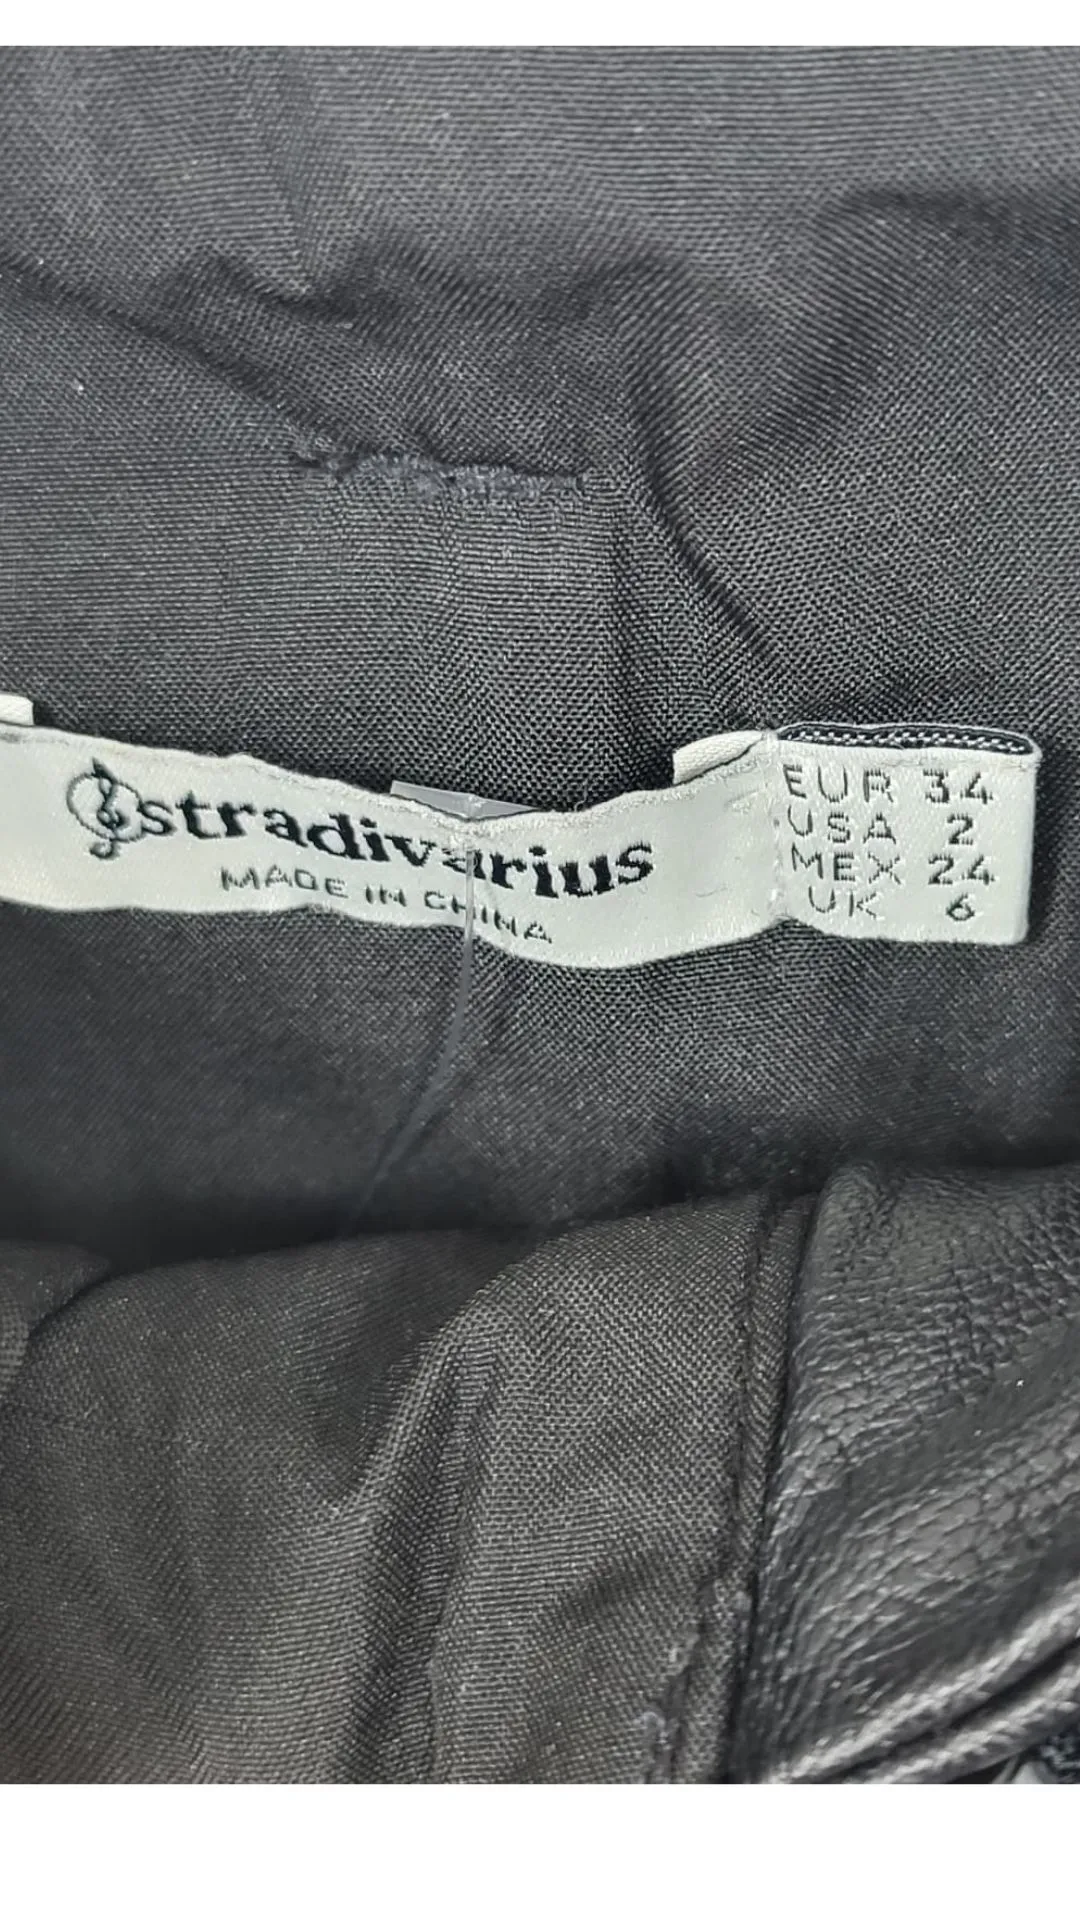 stradivarius
MADE IN CHINA
EUR 34
USA 2
MEX 24
UK 6